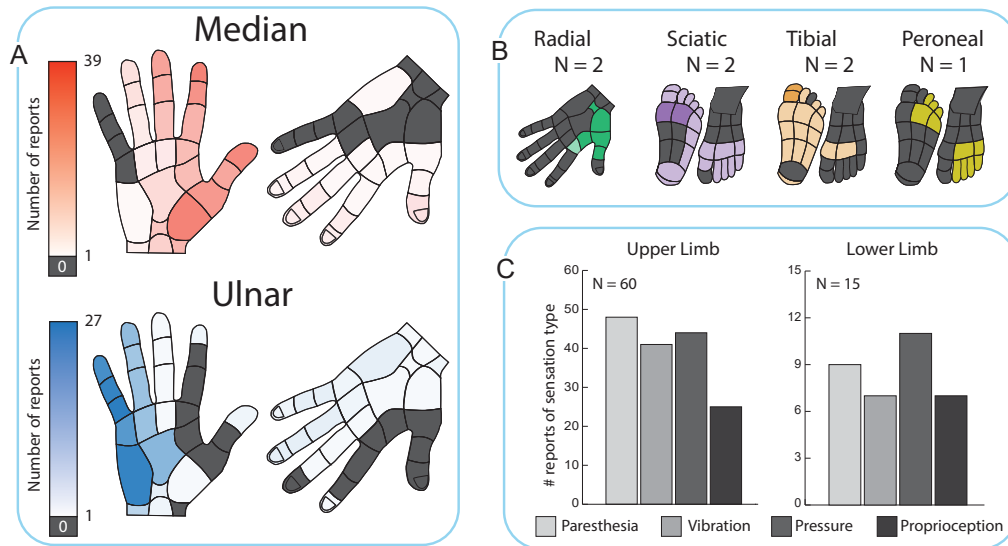 A
Median
Number of reports
39
1
0
Ulnar
Number of reports
27
1
0
B
Radial
N = 2
Sciatic
N = 2
Tibial
N = 2
Peroneal
N = 1
C
Upper Limb
N = 60
# reports of sensation type
60
50
40
30
20
10
0
Lower Limb
N = 15
15
12
9
6
3
0
Paresthesia Vibration Pressure Proprioception